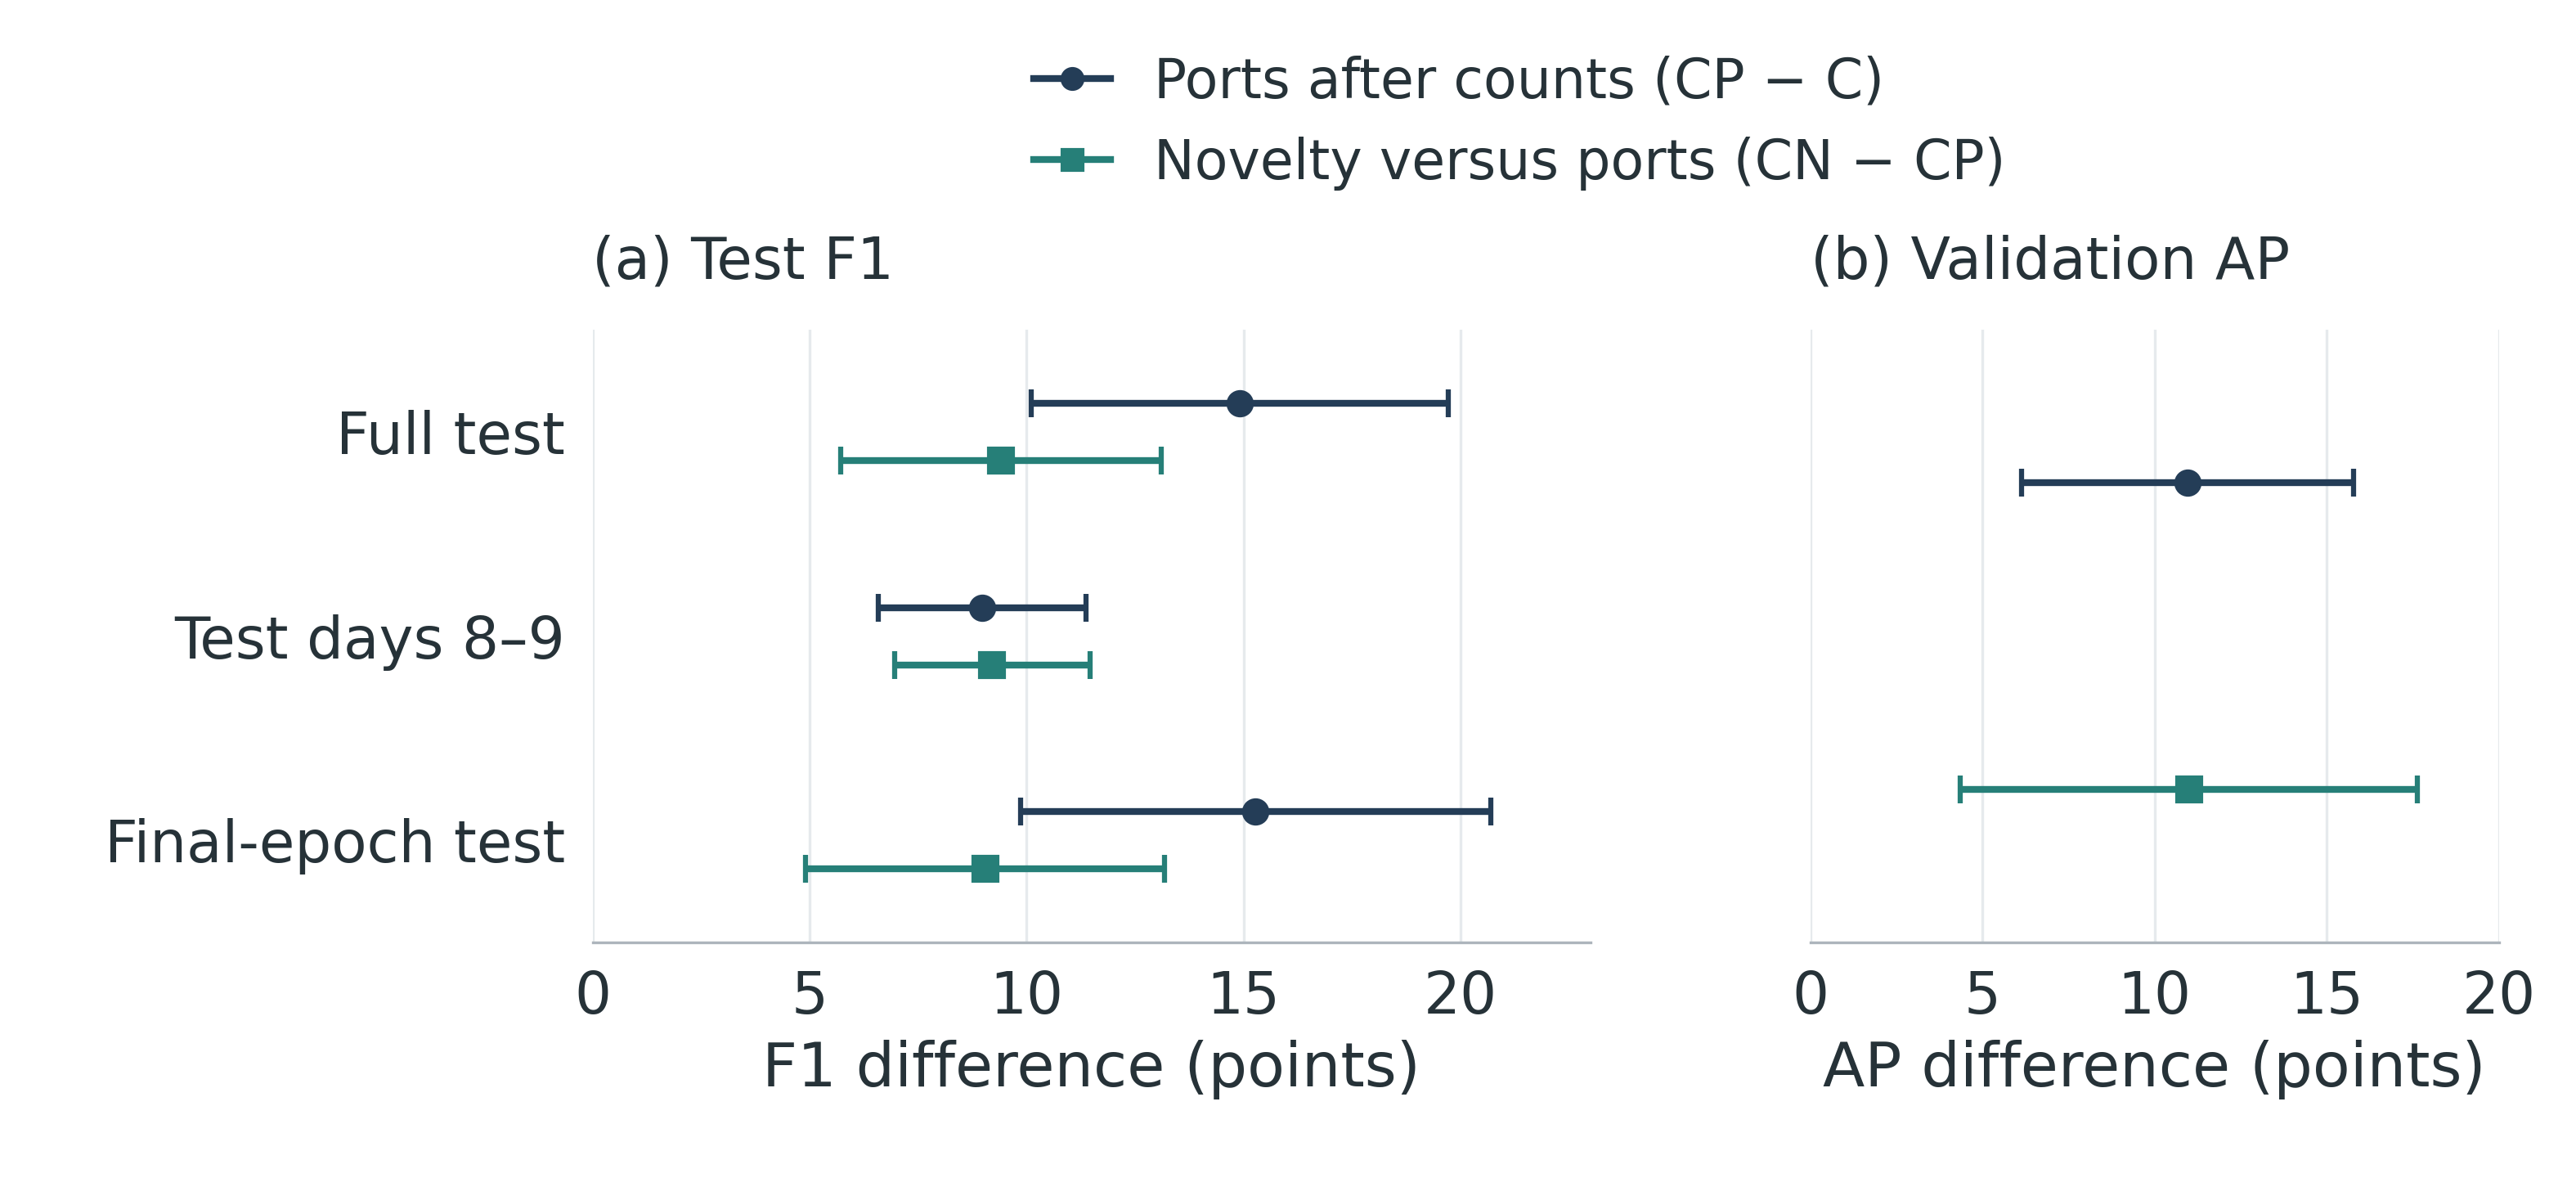 Ports after counts (CP − C)
Novelty versus ports (CN − CP)
(a) Test F1
(b) Validation AP
Full test
Test days 8–9
Final-epoch test
0 5 10 15 20
0 5 10 15 20
F1 difference (points)
AP difference (points)